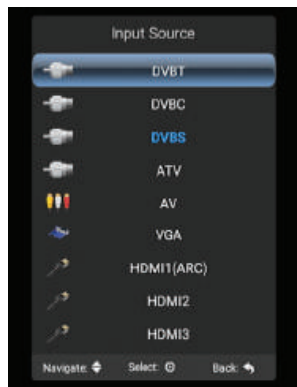 Input Source
DVBT
DVBC
DVBS
ATV
AV
VGA
HDMI1(ARC)
HDMI2
HDMI3
Navigate: Select: Back: